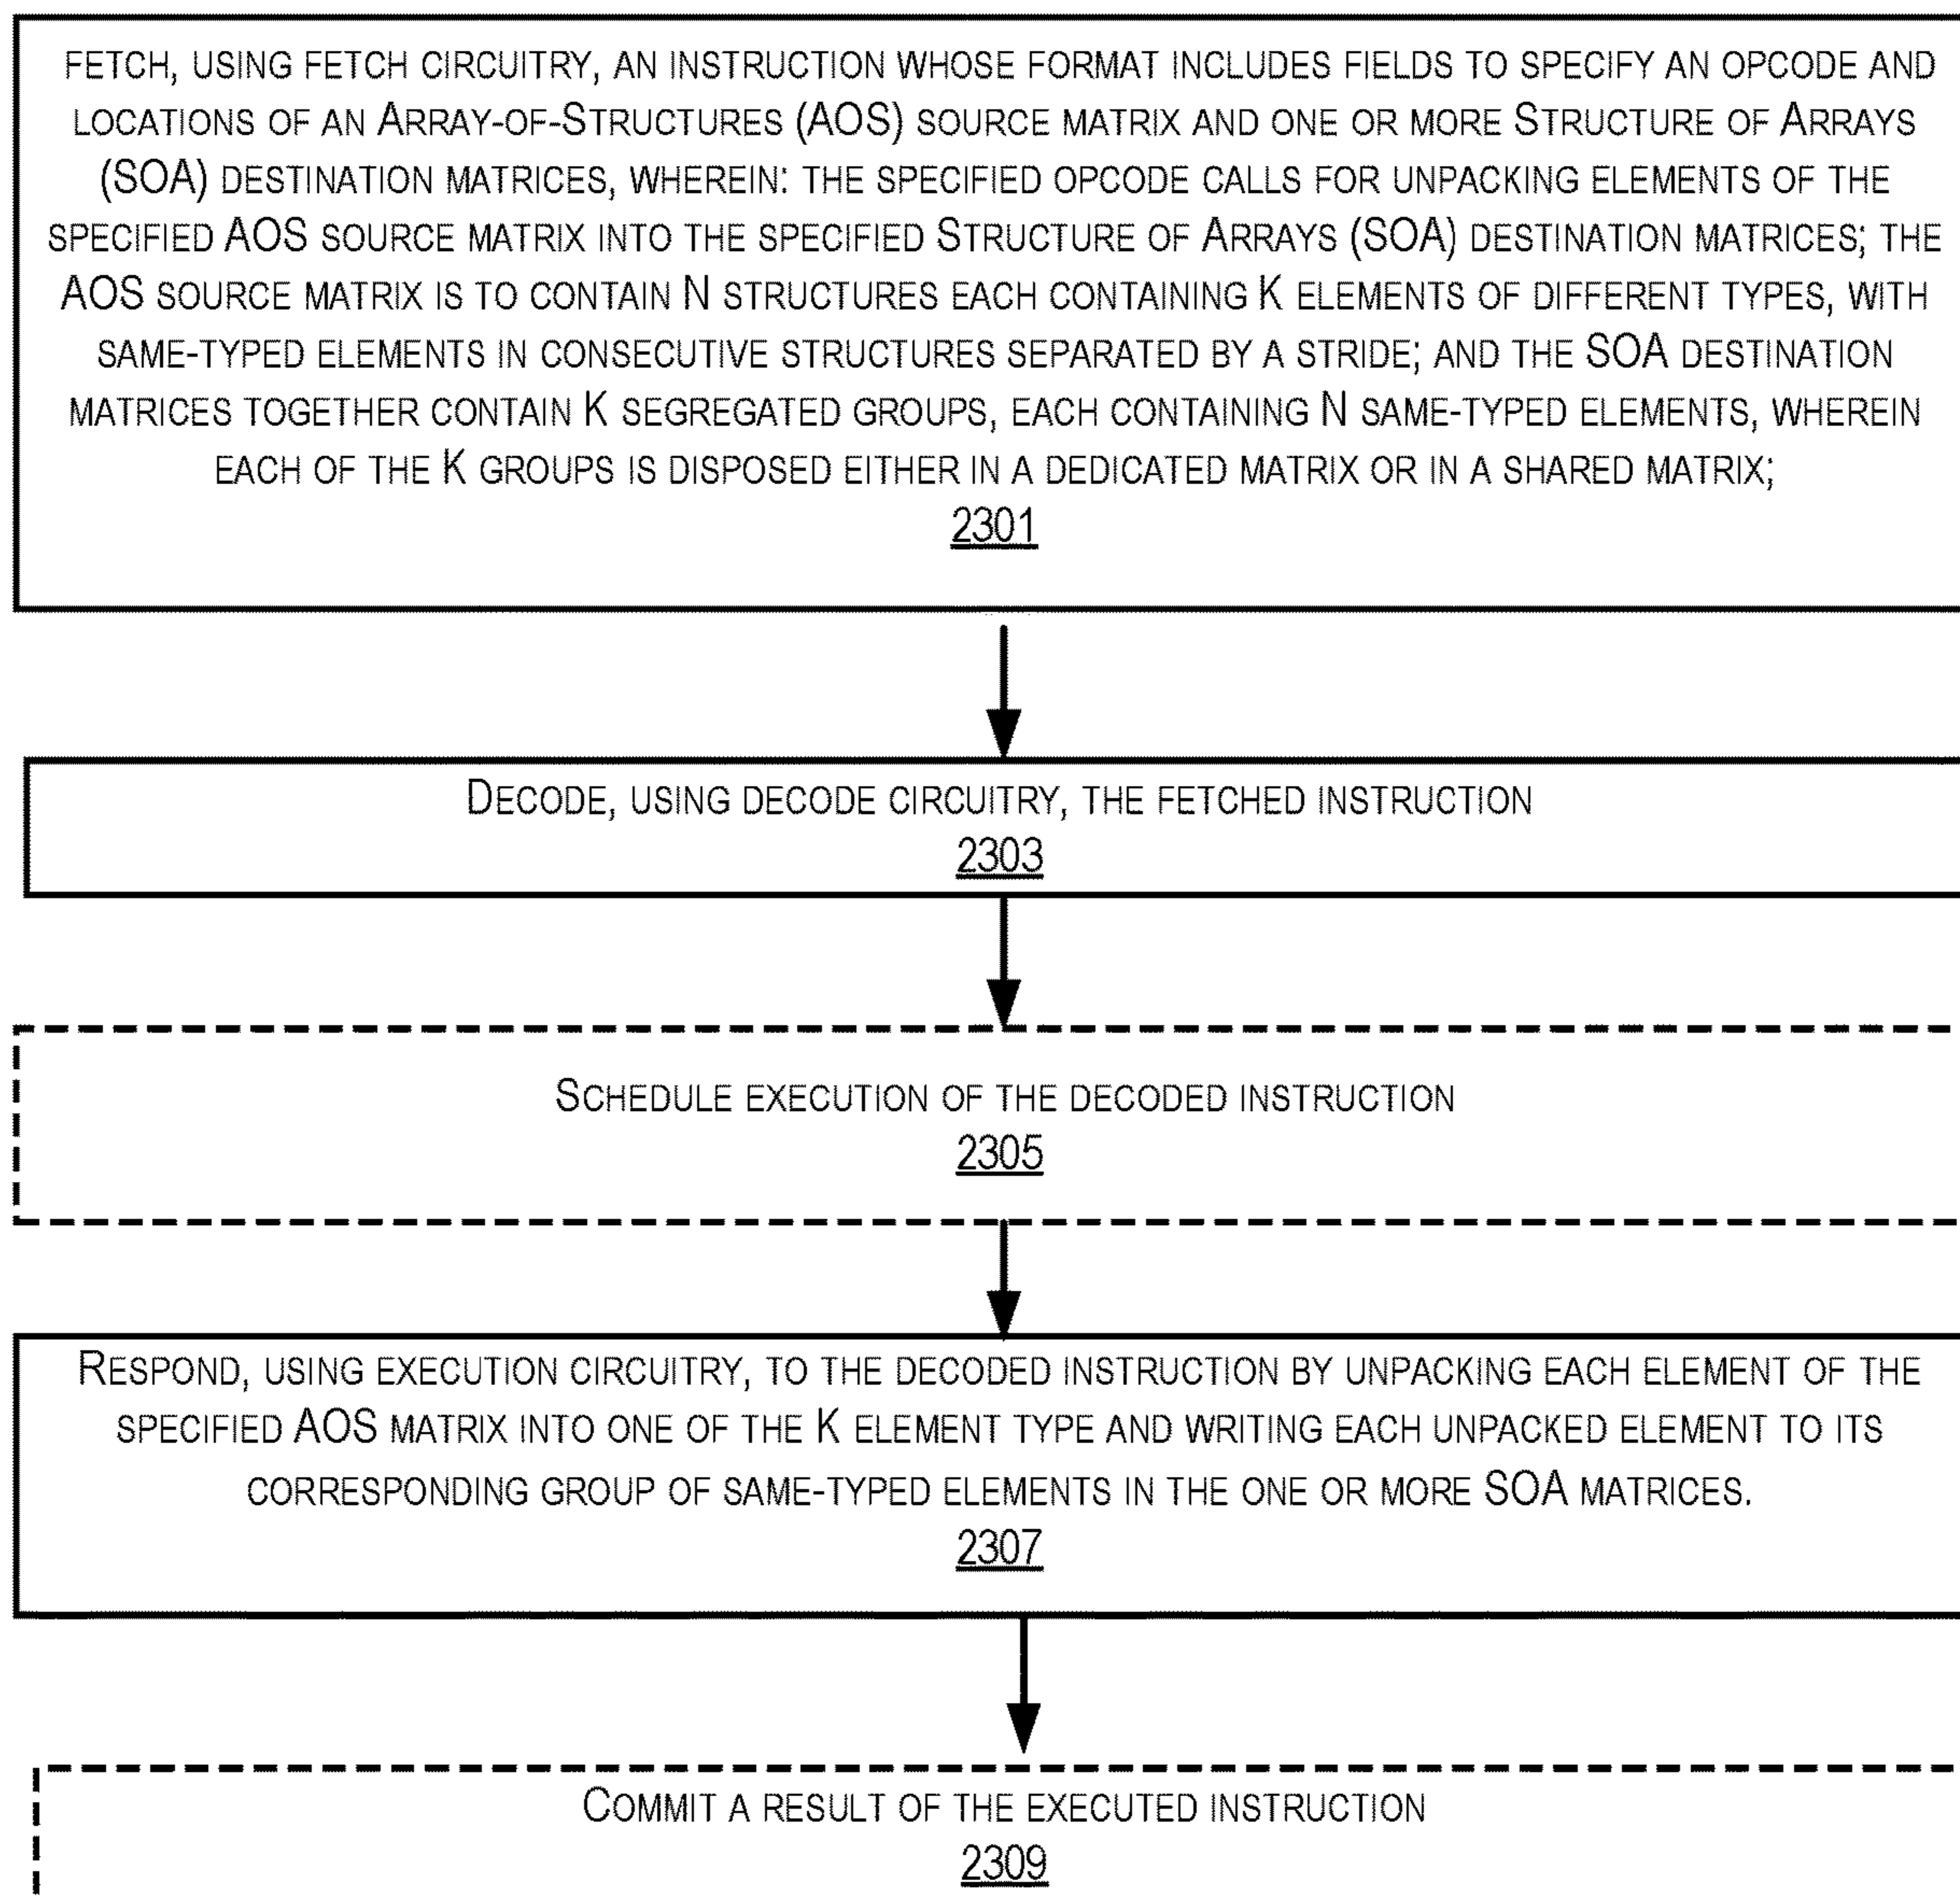 FETCH, USING FETCH CIRCUITRY, AN INSTRUCTION WHOSE FORMAT INCLUDES FIELDS TO SPECIFY AN OPCODE AND
LOCATIONS OF AN ARRAY-OF-STRUCTURES (AOS) SOURCE MATRIX AND ONE OR MORE STRUCTURE OF ARRAYS
(SOA) DESTINATION MATRICES, WHEREIN: THE SPECIFIED OPCODE CALLS FOR UNPACKING ELEMENTS OF THE
SPECIFIED AOS SOURCE MATRIX INTO THE SPECIFIED STRUCTURE OF ARRAYS (SOA) DESTINATION MATRICES; THE
AOS SOURCE MATRIX IS TO CONTAIN N STRUCTURES EACH CONTAINING K ELEMENTS OF DIFFERENT TYPES, WITH
SAME-TYPED ELEMENTS IN CONSECUTIVE STRUCTURES SEPARATED BY A STRIDE; AND THE SOA DESTINATION
MATRICES TOGETHER CONTAIN K SEGREGATED GROUPS, EACH CONTAINING N SAME-TYPED ELEMENTS, WHEREIN
EACH OF THE K GROUPS IS DISPOSED EITHER IN A DEDICATED MATRIX OR IN A SHARED MATRIX;
2301
DECODE, USING DECODE CIRCUITRY, THE FETCHED INSTRUCTION
2303
SCHEDULE EXECUTION OF THE DECODED INSTRUCTION
2305
RESPOND, USING EXECUTION CIRCUITRY, TO THE DECODED INSTRUCTION BY UNPACKING EACH ELEMENT OF THE
SPECIFIED AOS MATRIX INTO ONE OF THE K ELEMENT TYPE AND WRITING EACH UNPACKED ELEMENT TO ITS
CORRESPONDING GROUP OF SAME-TYPED ELEMENTS IN THE ONE OR MORE SOA MATRICES.
2307
COMMIT A RESULT OF THE EXECUTED INSTRUCTION
2309